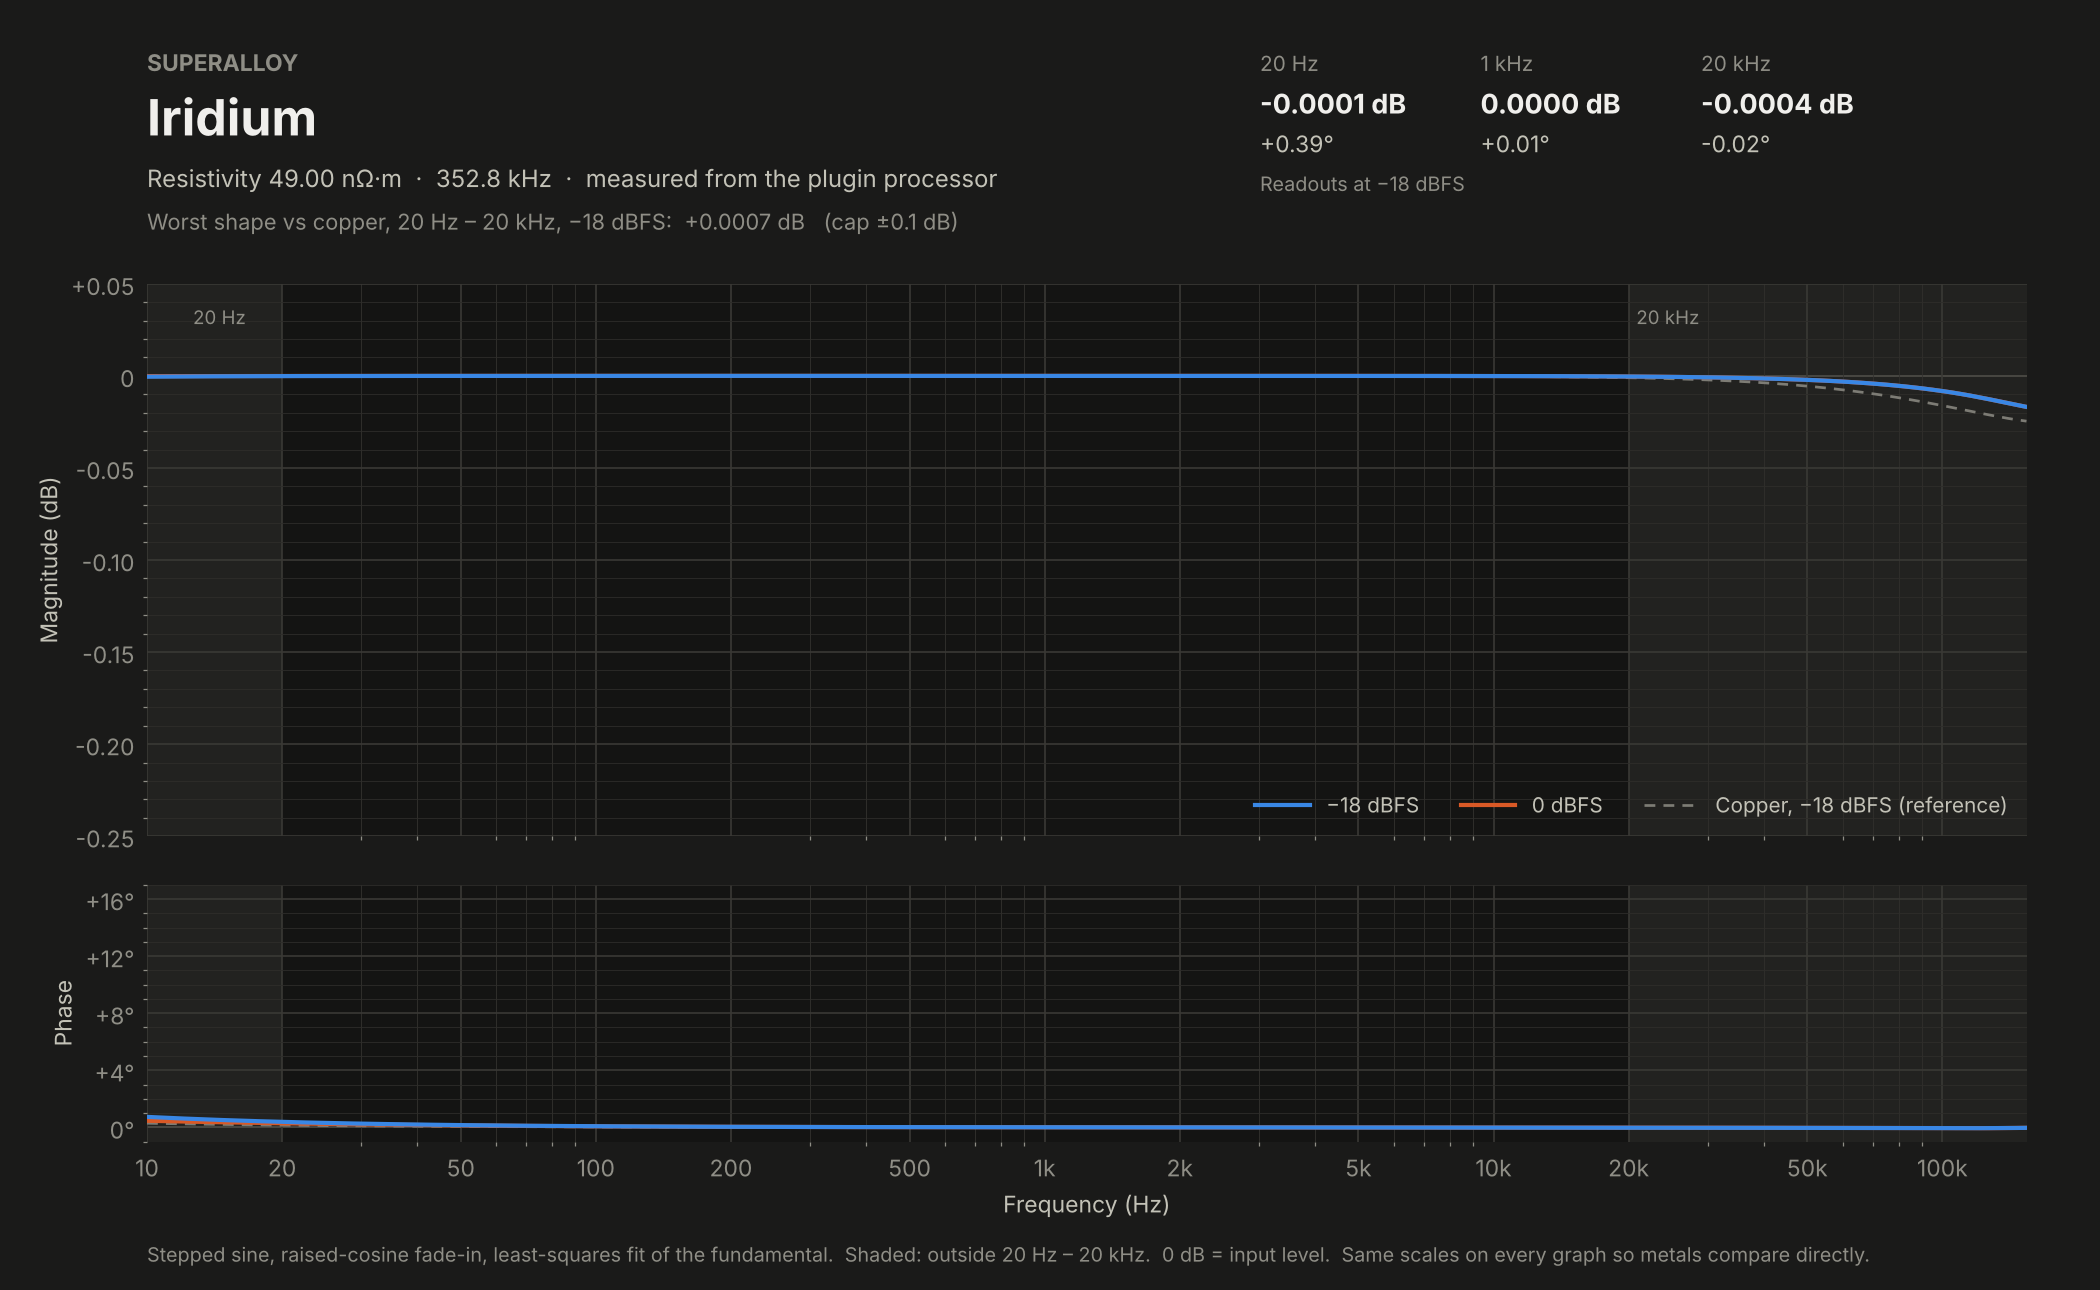 SUPERALLOY
Iridium
Resistivity 49.00 nΩ·m · 352.8 kHz · measured from the plugin processor
Worst shape vs copper, 20 Hz – 20 kHz, −18 dBFS: +0.0007 dB (cap ±0.1 dB)
20 Hz 1 kHz 20 kHz
-0.0001 dB 0.0000 dB -0.0004 dB
+0.39° +0.01° -0.02°
Readouts at −18 dBFS
+0.05
20 Hz 20 kHz
0
-0.05
-0.10
-0.15
-0.20
-0.25
Magnitude (dB)
−18 dBFS 0 dBFS Copper, −18 dBFS (reference)
+16°
+12°
+8°
+4°
0°
Phase
10 20 50 100 200 500 1k 2k 5k 10k 20k 50k 100k
Frequency (Hz)
Stepped sine, raised-cosine fade-in, least-squares fit of the fundamental. Shaded: outside 20 Hz – 20 kHz. 0 dB = input level. Same scales on every graph so metals compare directly.